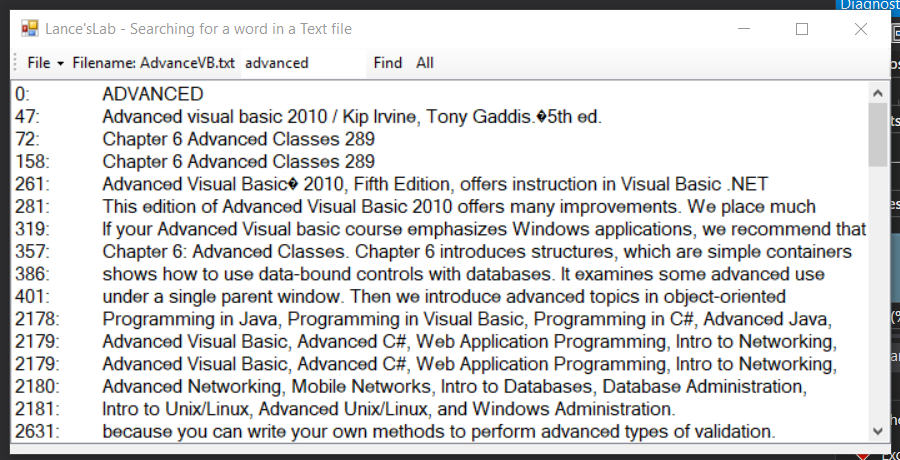 Diagnost
Lance'sLab - Searching for a word in a Text file
File Filename: AdvanceVB.txt advanced Find All
0: ADVANCED
47: Advanced visual basic 2010 / Kip Irvine, Tony Gaddis.�5th ed.
72: Chapter 6 Advanced Classes 289
158: Chapter 6 Advanced Classes 289
261: Advanced Visual Basic� 2010, Fifth Edition, offers instruction in Visual Basic .NET
281: This edition of Advanced Visual Basic 2010 offers many improvements. We place much
319: If your Advanced Visual basic course emphasizes Windows applications, we recommend that
357: Chapter 6: Advanced Classes. Chapter 6 introduces structures, which are simple containers
386: shows how to use data-bound controls with databases. It examines some advanced use
401: under a single parent window. Then we introduce advanced topics in object-oriented
2178: Programming in Java, Programming in Visual Basic, Programming in C#, Advanced Java,
2179: Advanced Visual Basic, Advanced C#, Web Application Programming, Intro to Networking,
2179: Advanced Visual Basic, Advanced C#, Web Application Programming, Intro to Networking,
2180: Advanced Networking, Mobile Networks, Intro to Databases, Database Administration,
2181: Intro to Unix/Linux, Advanced Unix/Linux, and Windows Administration.
2631: because you can write your own methods to perform advanced types of validation.